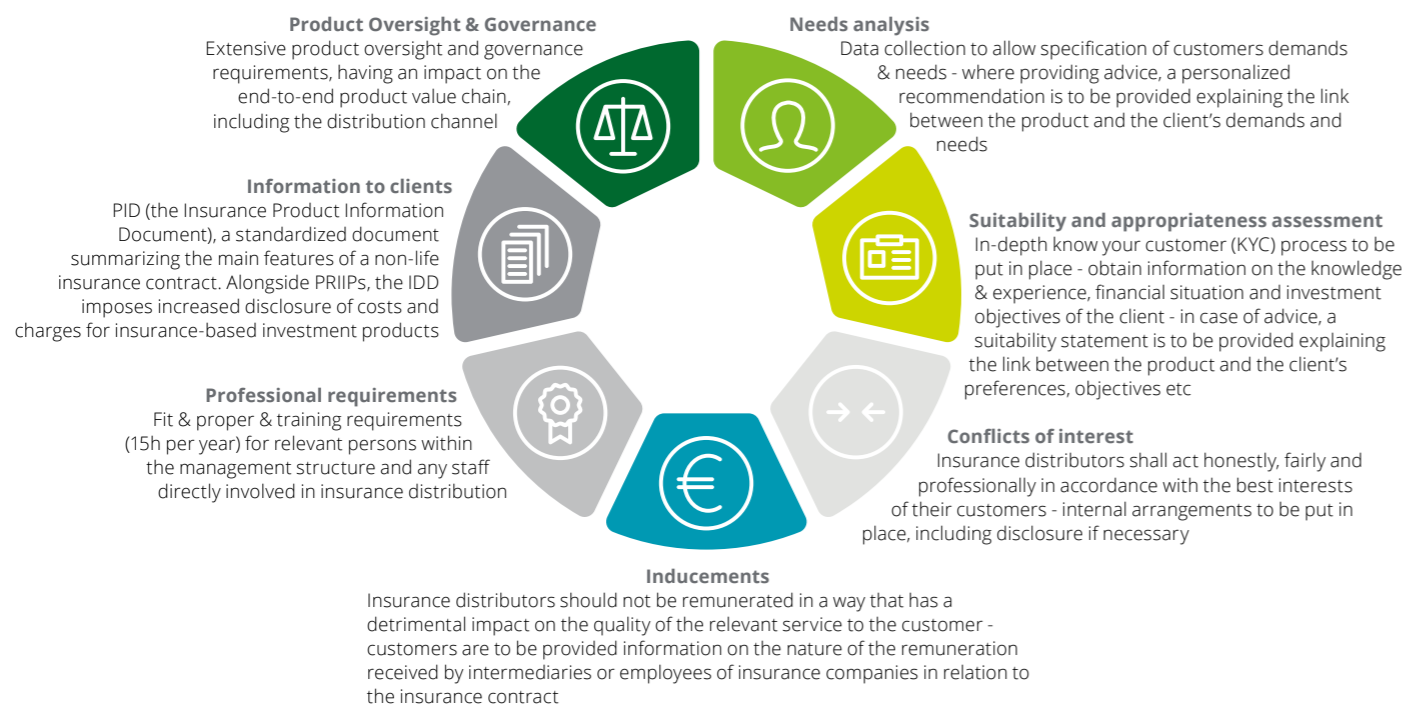 Product Oversight & Governance
Extensive product oversight and governance
requirements, having an impact on the
end-to-end product value chain,
including the distribution channel
Needs analysis
Data collection to allow specification of customers demands
& needs - where providing advice, a personalized
recommendation is to be provided explaining the link
between the product and the client’s demands and
needs
Information to clients
PID (the Insurance Product Information
Document), a standardized document
summarizing the main features of a non-life
insurance contract. Alongside PRIIPs, the IDD
imposes increased disclosure of costs and
charges for insurance-based investment products
Suitability and appropriateness assessment
In-depth know your customer (KYC) process to be
put in place - obtain information on the knowledge
& experience, financial situation and investment
objectives of the client - in case of advice, a
suitability statement is to be provided explaining
the link between the product and the client’s
preferences, objectives etc
Professional requirements
Fit & proper & training requirements
(15h per year) for relevant persons within
the management structure and any staff
directly involved in insurance distribution
Conflicts of interest
Insurance distributors shall act honestly, fairly and
professionally in accordance with the best interests
of their customers - internal arrangements to be put in
place, including disclosure if necessary
€
Inducements
Insurance distributors should not be remunerated in a way that has a
detrimental impact on the quality of the relevant service to the customer -
customers are to be provided information on the nature of the remuneration
received by intermediaries or employees of insurance companies in relation to
the insurance contract